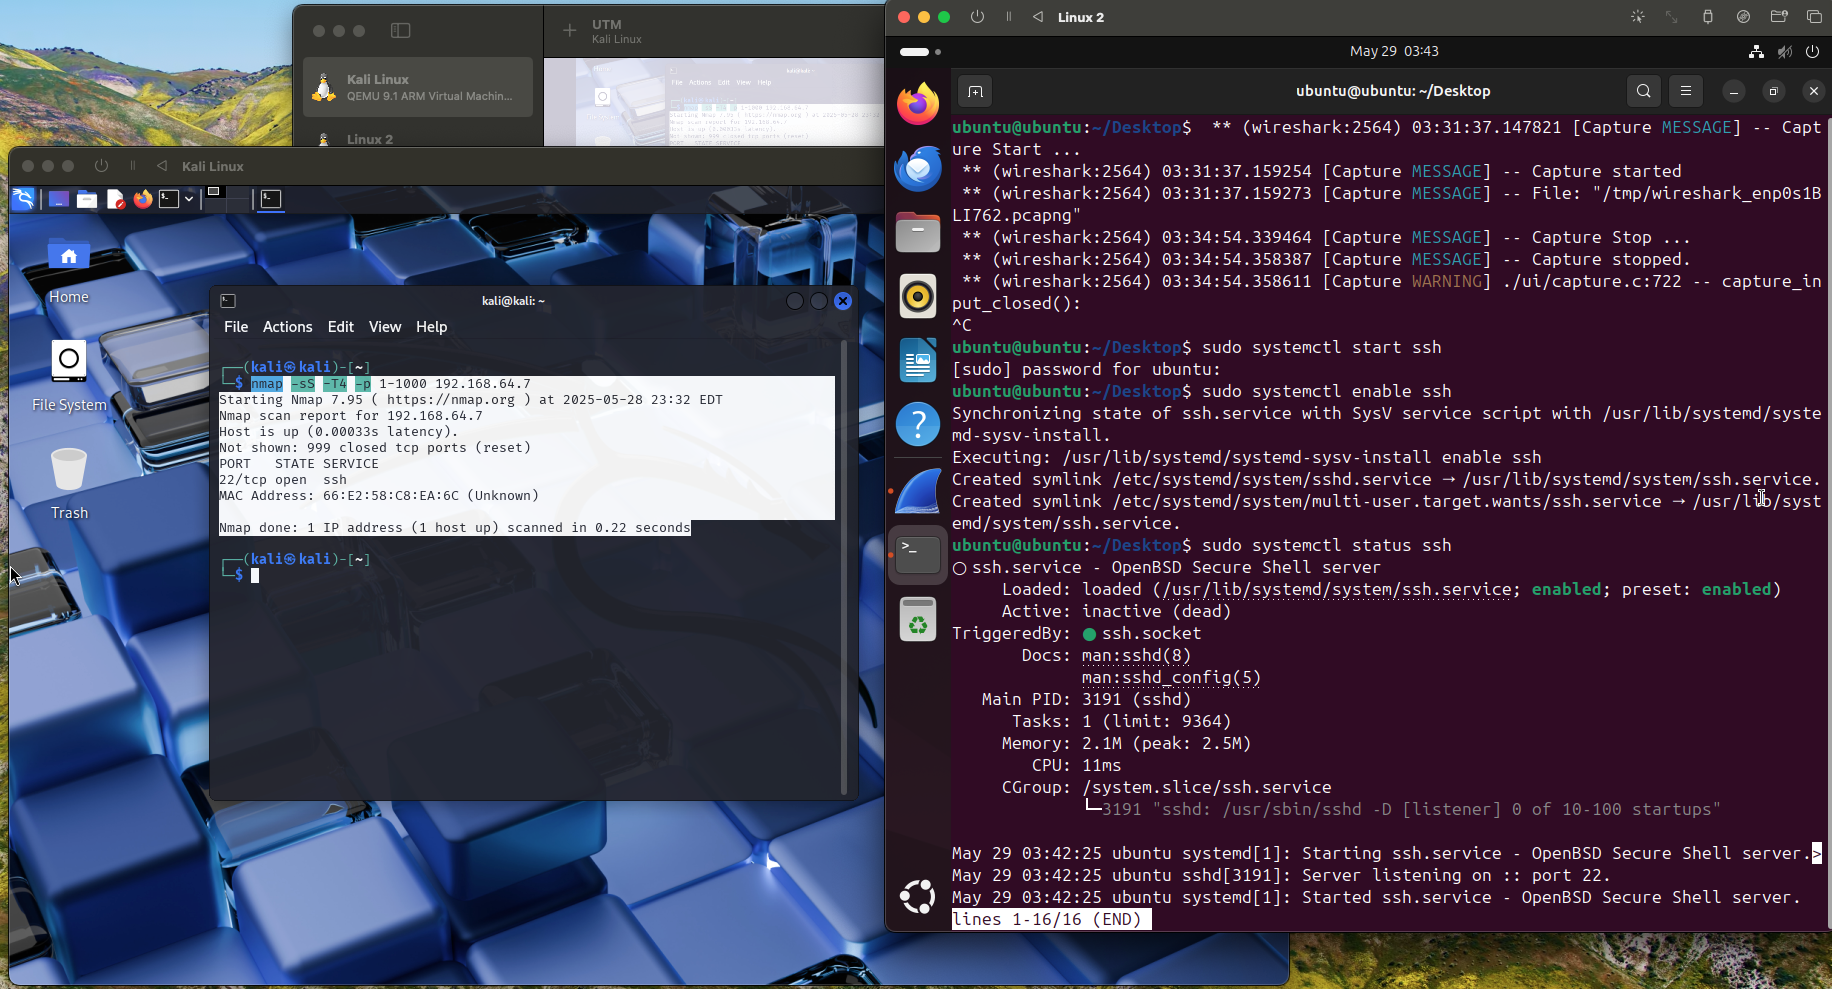 UTM
Kali Linux
Kali Linux
QEMU 9.1 ARM Virtual Machin...
Linux 2
Kali Linux
Home
File System
Trash
kali@kali: ~
File Actions Edit View Help
┌──(kali㉿kali)-[~]
└─$ nmap -sS -T4 -p 1-1000 192.168.64.7
Starting Nmap 7.95 ( https://nmap.org ) at 2025-05-28 23:32 EDT
Nmap scan report for 192.168.64.7
Host is up (0.00033s latency).
Not shown: 999 closed tcp ports (reset)
PORT   STATE SERVICE
22/tcp open  ssh
MAC Address: 66:E2:58:C8:EA:6C (Unknown)
Nmap done: 1 IP address (1 host up) scanned in 0.22 seconds
┌──(kali㉿kali)-[~]
└─$
Linux 2
May 29 03:43
ubuntu@ubuntu: ~/Desktop
ubuntu@ubuntu:~/Desktop$  ** (wireshark:2564) 03:31:37.147821 [Capture MESSAGE] -- Capt
ure Start ...
 ** (wireshark:2564) 03:31:37.159254 [Capture MESSAGE] -- Capture started
 ** (wireshark:2564) 03:31:37.159273 [Capture MESSAGE] -- File: "/tmp/wireshark_enp0s1B
LI762.pcapng"
 ** (wireshark:2564) 03:34:54.339464 [Capture MESSAGE] -- Capture Stop ...
 ** (wireshark:2564) 03:34:54.358387 [Capture MESSAGE] -- Capture stopped.
 ** (wireshark:2564) 03:34:54.358611 [Capture WARNING] ./ui/capture.c:722 -- capture_in
put_closed():
^C
ubuntu@ubuntu:~/Desktop$ sudo systemctl start ssh
[sudo] password for ubuntu:
ubuntu@ubuntu:~/Desktop$ sudo systemctl enable ssh
Synchronizing state of ssh.service with SysV service script with /usr/lib/systemd/syste
md-sysv-install.
Executing: /usr/lib/systemd/systemd-sysv-install enable ssh
Created symlink /etc/systemd/system/sshd.service → /usr/lib/systemd/system/ssh.service.
Created symlink /etc/systemd/system/multi-user.target.wants/ssh.service → /usr/lib/syst
emd/system/ssh.service.
ubuntu@ubuntu:~/Desktop$ sudo systemctl status ssh
○ ssh.service - OpenBSD Secure Shell server
     Loaded: loaded (/usr/lib/systemd/system/ssh.service; enabled; preset: enabled)
     Active: inactive (dead)
TriggeredBy: ● ssh.socket
       Docs: man:sshd(8)
             man:sshd_config(5)
   Main PID: 3191 (sshd)
      Tasks: 1 (limit: 9364)
     Memory: 2.1M (peak: 2.5M)
        CPU: 11ms
     CGroup: /system.slice/ssh.service
             └─3191 "sshd: /usr/sbin/sshd -D [listener] 0 of 10-100 startups"
May 29 03:42:25 ubuntu systemd[1]: Starting ssh.service - OpenBSD Secure Shell server.>
May 29 03:42:25 ubuntu sshd[3191]: Server listening on :: port 22.
May 29 03:42:25 ubuntu systemd[1]: Started ssh.service - OpenBSD Secure Shell server.
lines 1-16/16 (END)